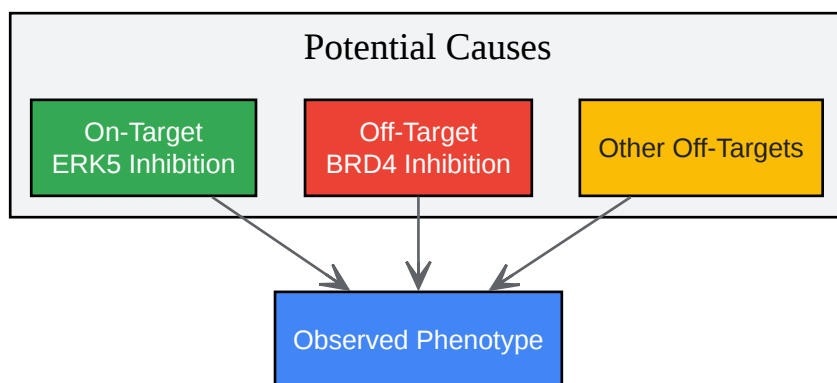 Potential Causes
On-Target
ERK5 Inhibition
Off-Target
BRD4 Inhibition
Other Off-Targets
Observed Phenotype